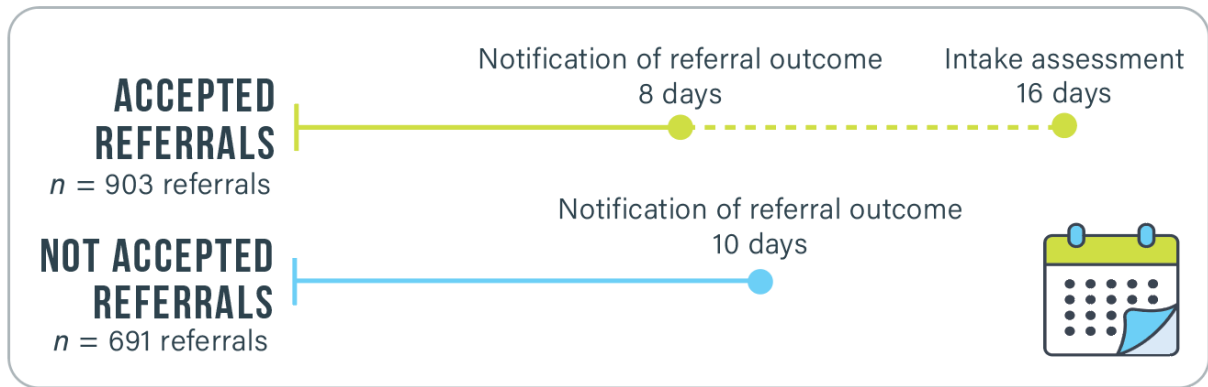 Notification of referral outcome
8 days
Intake assessment
16 days
ACCEPTED
REFERRALS
n = 903 referrals
Notification of referral outcome
10 days
NOT ACCEPTED
REFERRALS
n = 691 referrals